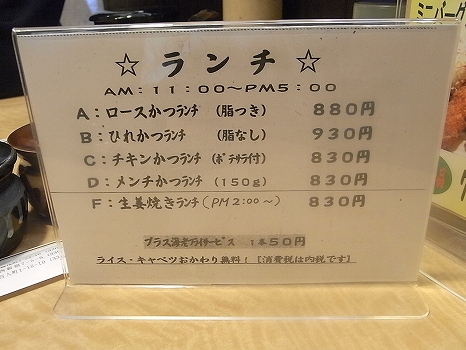 ☆ ランチ ☆
AM:11:00～PM5:00
A:ロースかつランチ (脂つき) 880円
B:ひれかつランチ (脂なし) 930円
C:チキンかつランチ (ポテサラ付) 830円
D:メンチかつランチ (150g) 830円
F:生姜焼きランチ(PM2:00～) 830円
プラス海老フライサービス 1本50円
ライス・キャベツおかわり無料! [消費税は内税です]
ミニバーグ